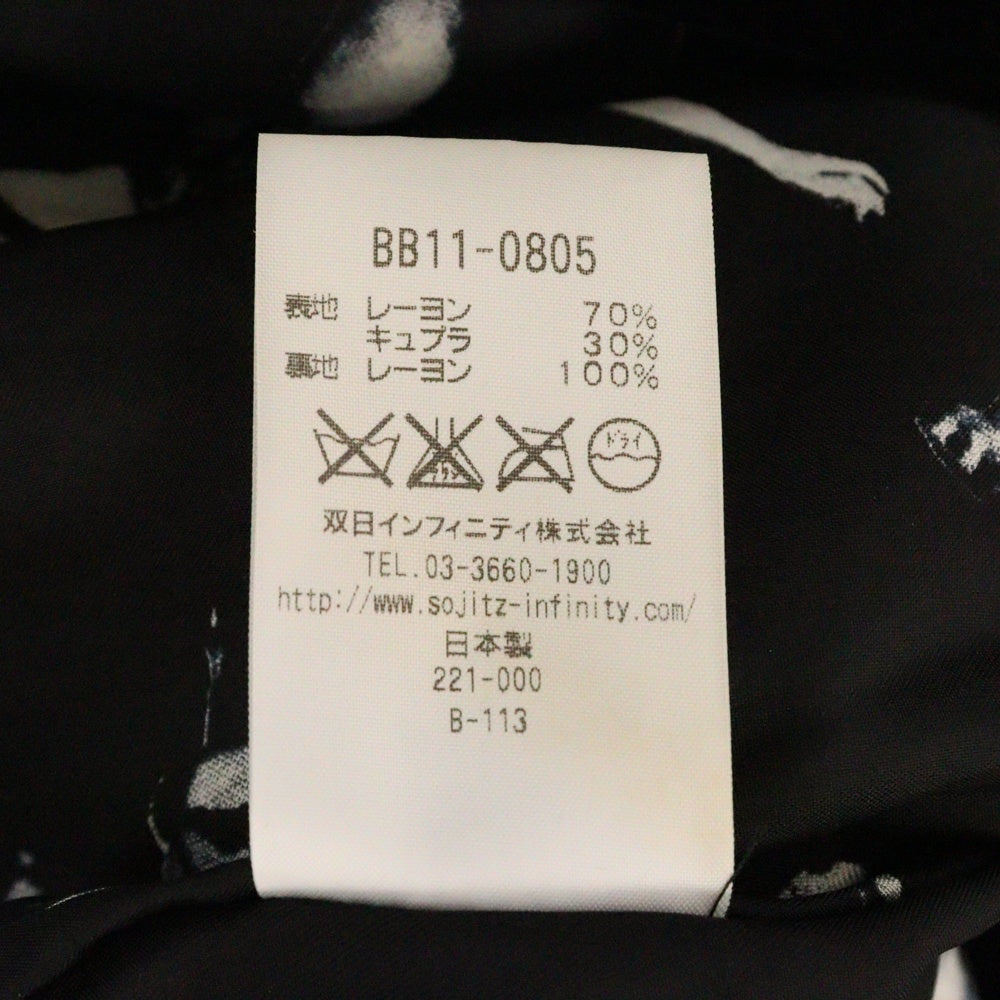 BB11-0805
表地 レーヨン 70%
キュプラ 30%
裏地 レーヨン 100%
ドライ
双日インフィニティ株式会社
TEL.03-3660-1900
http://www.sojitz-infinity.com/
日本製
221-000
B-113